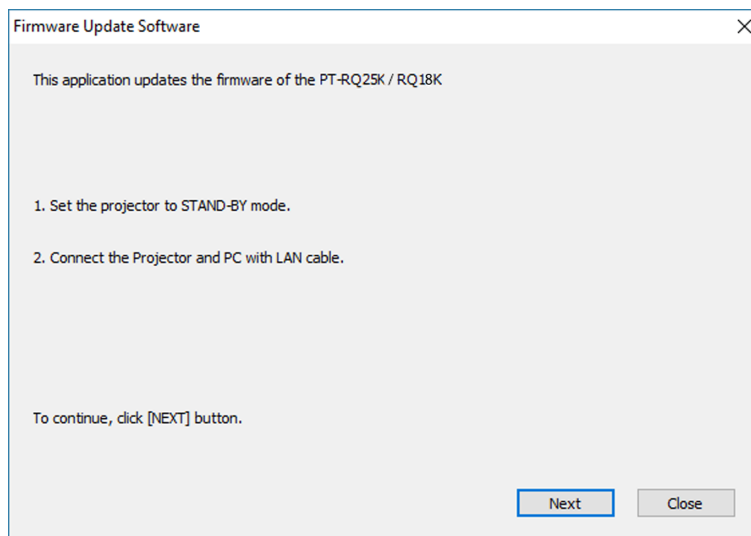 Firmware Update Software
This application updates the firmware of the PT-RQ25K / RQ18K
1. Set the projector to STAND-BY mode.
2. Connect the Projector and PC with LAN cable.
To continue, click [NEXT] button.
Next
Close